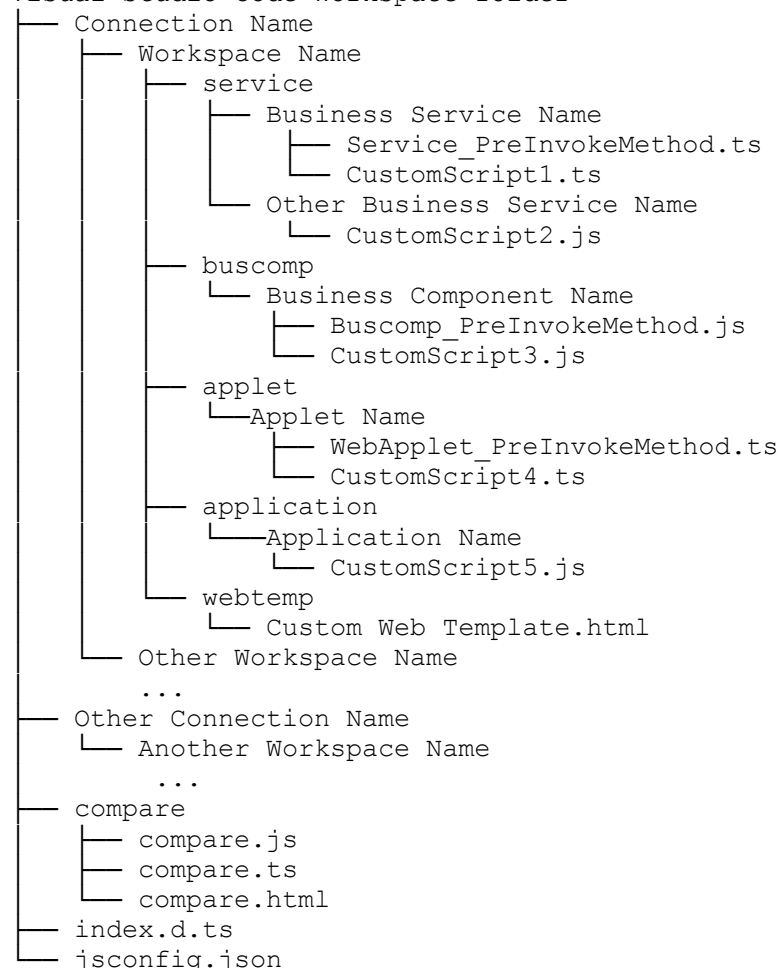 Visual Studio Code workspace folder
Connection Name
Workspace Name
service
Business Service Name
Service_PreInvokeMethod.ts
CustomScript1.ts
Other Business Service Name
CustomScript2.js
buscomp
Business Component Name
Buscomp_PreInvokeMethod.js
CustomScript3.js
applet
Applet Name
WebApplet_PreInvokeMethod.ts
CustomScript4.ts
application
Application Name
CustomScript5.js
webtemp
Custom Web Template.html
Other Workspace Name
...
Other Connection Name
Another Workspace Name
...
compare
compare.js
compare.ts
compare.html
index.d.ts
jsconfig.json